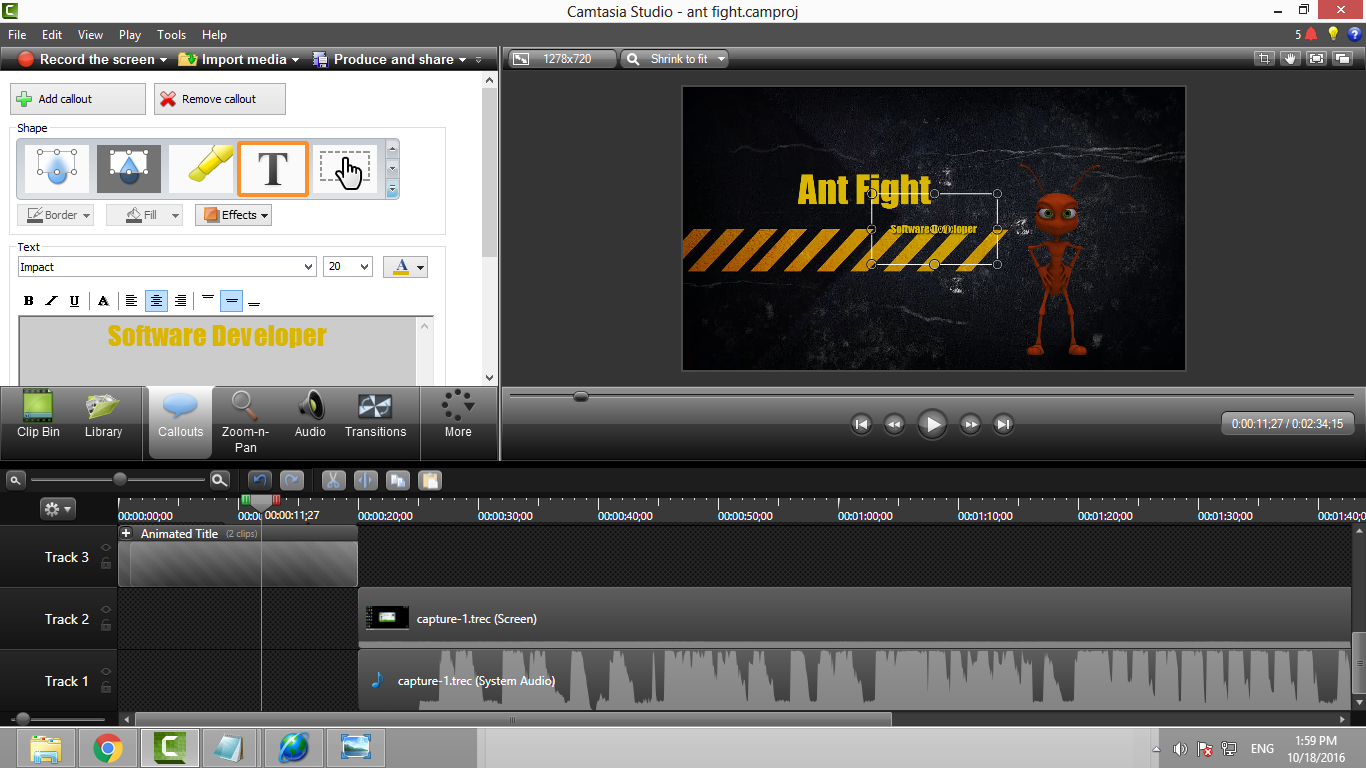 Camtasia Studio - ant fight.camproj
File Edit View Play Tools Help
5
Record the screen Import media Produce and share
1278x720 Shrink to fit
Add callout Remove callout
Shape
T
Border Fill Effects
Text
Impact 20 A
B I U A
Software Developer
Ant Fight
Software Developer
Clip Bin Library Callouts Zoom-n-Pan Audio Transitions More
0:00:11;27 / 0:02:34;15
00:00:00;00 00:00:11;27 00:00:20;00 00:00:30;00 00:00:40;00 00:00:50;00 00:01:00;00 00:01:10;00 00:01:20;00 00:01:30;00 00:01:40;0
Track 3 Animated Title (2 clips)
Track 2 capture-1.trec (Screen)
Track 1 capture-1.trec (System Audio)
ENG
1:59 PM
10/18/2016